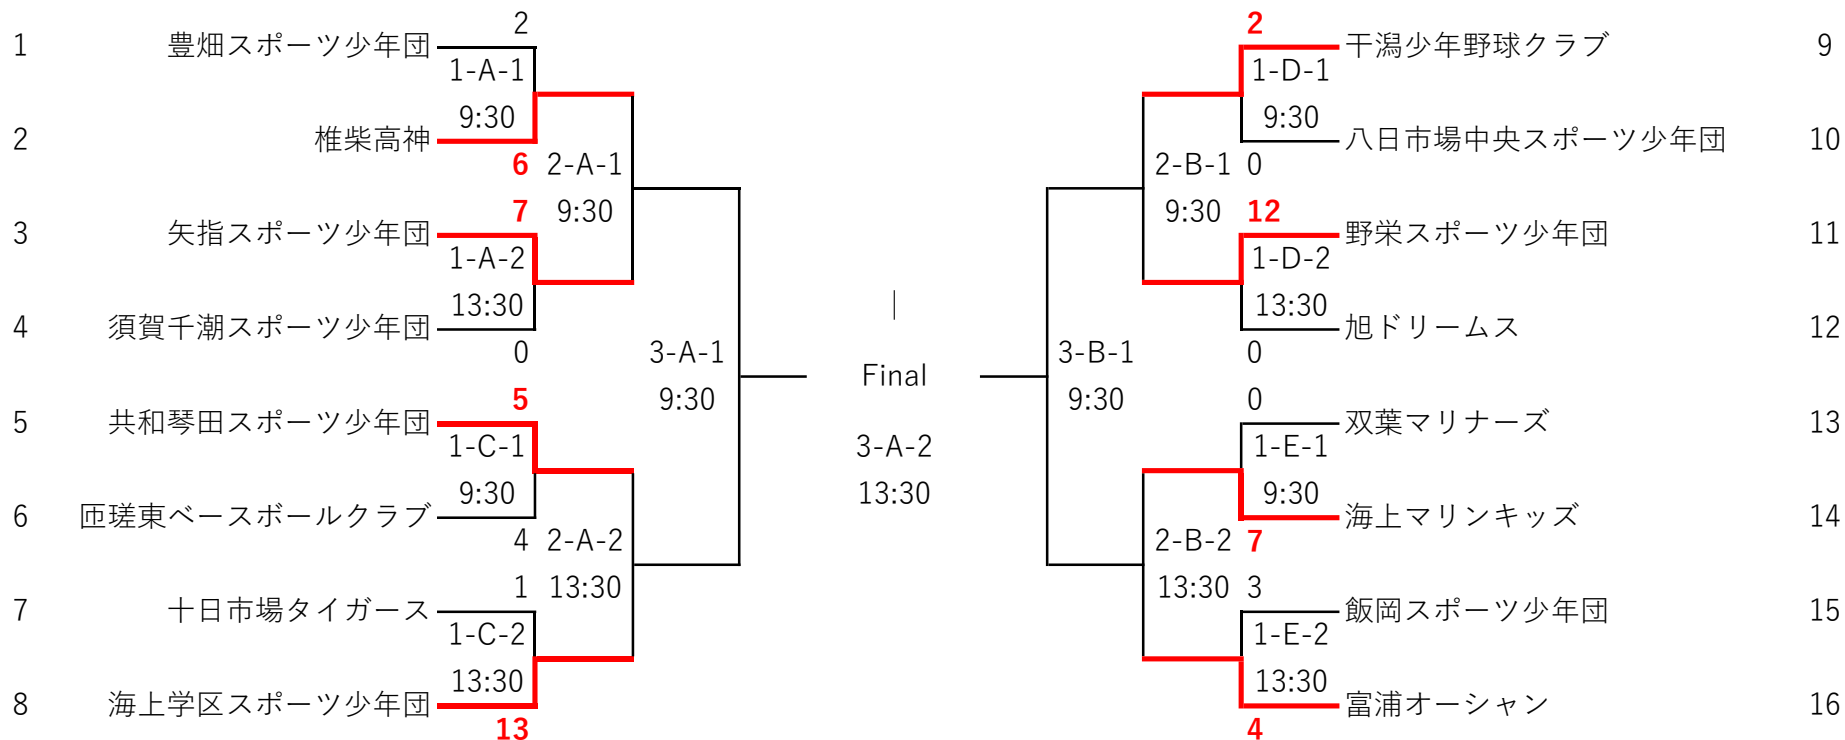 2
2
1 豊畑スポーツ少年団
干潟少年野球クラブ 9
1-A-1
1-D-1
9:30
9:30
2 椎柴高神
八日市場中央スポーツ少年団 10
6
2-A-1
2-B-1
0
7
9:30
9:30
12
3 矢指スポーツ少年団
野栄スポーツ少年団 11
1-A-2
1-D-2
13:30
13:30
4 須賀千潮スポーツ少年団
旭ドリームス 12
0
3-A-1
3-B-1
0
Final
5
9:30
9:30
0
5 共和琴田スポーツ少年団
双葉マリナーズ 13
1-C-1
3-A-2
1-E-1
9:30
13:30
9:30
6 匝瑳東ベースボールクラブ
海上マリンキッズ 14
4
2-A-2
2-B-2
7
1
13:30
13:30
3
7 十日市場タイガース
飯岡スポーツ少年団 15
1-C-2
1-E-2
13:30
13:30
8 海上学区スポーツ少年団
富浦オーシャン 16
13
4